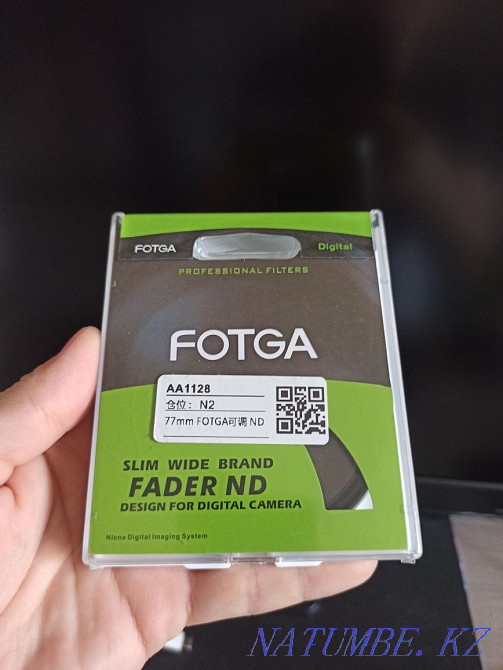 FOTGA
Digital
PROFESSIONAL FILTERS
FOTGA
AA1128
仓位： N2
77mm FOTGA可调 ND
SLIM WIDE BRAND
FADER ND
DESIGN FOR DIGITAL CAMERA
Nicna Digital Imaging System
NATUMBE. KZ